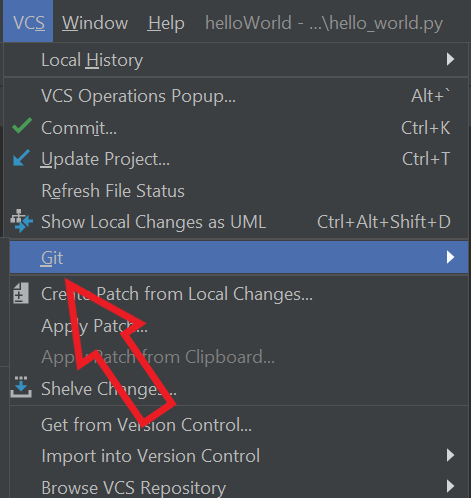 VCS Window Help helloWorld - ...\hello_world.py
Local History
VCS Operations Popup... Alt+`
Commit... Ctrl+K
Update Project... Ctrl+T
Refresh File Status
Show Local Changes as UML Ctrl+Alt+Shift+D
Git
Create Patch from Local Changes...
Apply Patch...
Apply Patch from Clipboard...
Shelve Changes...
Get from Version Control...
Import into Version Control
Browse VCS Repository